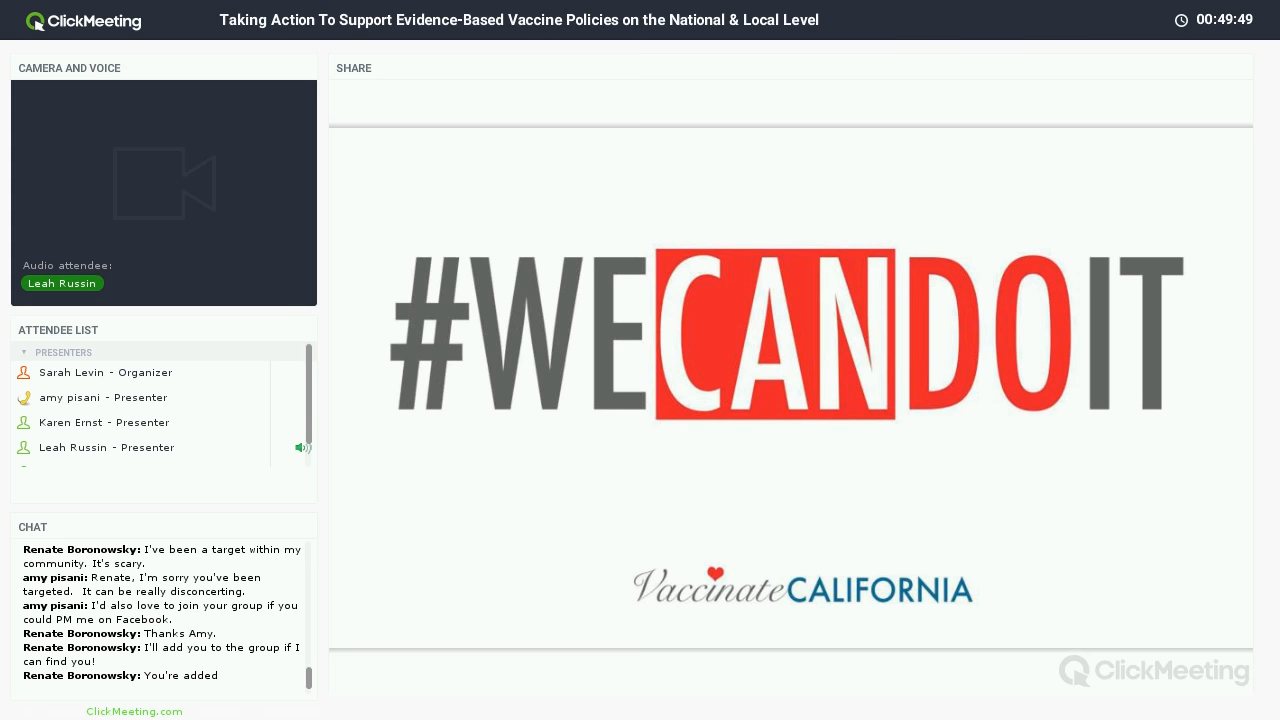 ClickMeeting
Taking Action To Support Evidence-Based Vaccine Policies on the National & Local Level
00:49:49
CAMERA AND VOICE
Audio attendee:
Leah Russin
ATTENDEE LIST
PRESENTERS
Sarah Levin - Organizer
amy pisani - Presenter
Karen Ernst - Presenter
Leah Russin - Presenter
CHAT
Renate Boronowsky: I've been a target within my
community. It's scary.
amy pisani: Renate, I'm sorry you've been
targeted. It can be really disconcerting.
amy pisani: I'd also love to join your group if you
could PM me on Facebook.
Renate Boronowsky: Thanks Amy.
Renate Boronowsky: I'll add you to the group if I
can find you!
Renate Boronowsky: You're added
ClickMeeting.com
SHARE
#WECANDOIT
Vaccinate CALIFORNIA
ClickMeeting